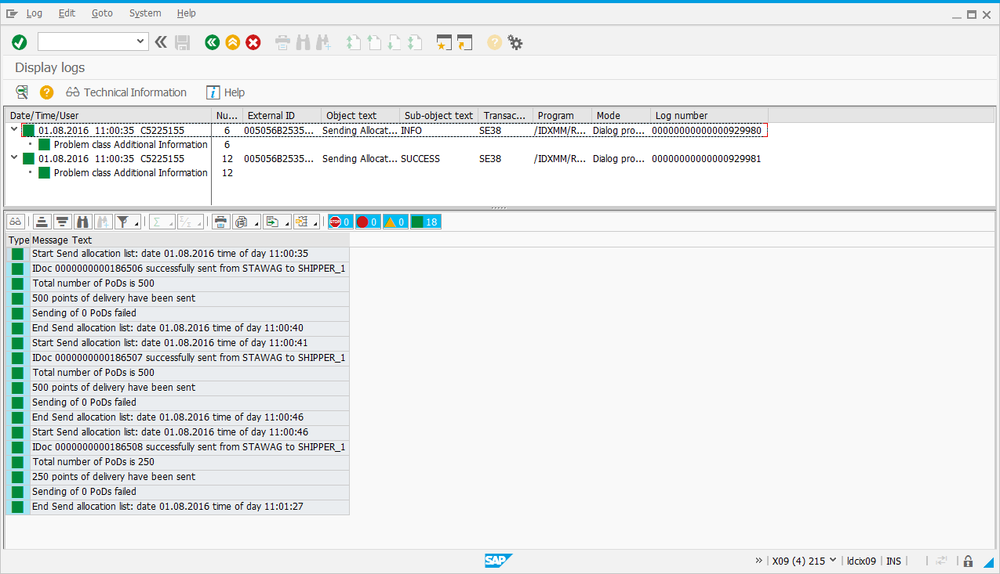 Log Edit Goto System Help
Display logs
Technical Information Help
Date/Time/User Nu... External ID Object text Sub-object text Transac... Program Mode Log number
01.08.2016 11:00:35 C5225155 6 005056B2535... Sending Allocat... INFO SE38 /IDXMM/R... Dialog pro... 00000000000000929980
Problem class Additional Information 6
01.08.2016 11:00:35 C5225155 12 005056B2535... Sending Allocat... SUCCESS SE38 /IDXMM/R... Dialog pro... 00000000000000929981
Problem class Additional Information 12
STOP 0 0 0 18
Type Message Text
Start Send allocation list: date 01.08.2016 time of day 11:00:35
IDoc 0000000000186506 successfully sent from STAWAG to SHIPPER_1
Total number of PoDs is 500
500 points of delivery have been sent
Sending of 0 PoDs failed
End Send allocation list: date 01.08.2016 time of day 11:00:40
Start Send allocation list: date 01.08.2016 time of day 11:00:41
IDoc 0000000000186507 successfully sent from STAWAG to SHIPPER_1
Total number of PoDs is 500
500 points of delivery have been sent
Sending of 0 PoDs failed
End Send allocation list: date 01.08.2016 time of day 11:00:46
Start Send allocation list: date 01.08.2016 time of day 11:00:46
IDoc 0000000000186508 successfully sent from STAWAG to SHIPPER_1
Total number of PoDs is 250
250 points of delivery have been sent
Sending of 0 PoDs failed
End Send allocation list: date 01.08.2016 time of day 11:01:27
SAP X09 (4) 215 ldcix09 INS